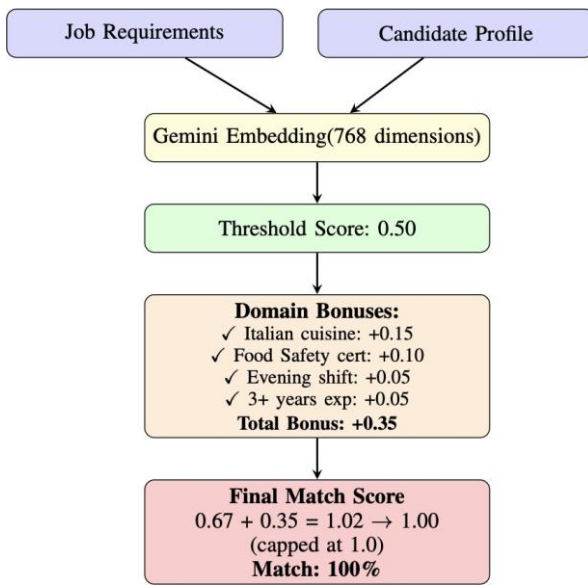 Job Requirements
Candidate Profile
Gemini Embedding(768 dimensions)
Threshold Score: 0.50
Domain Bonuses:
✓ Italian cuisine: +0.15
✓ Food Safety cert: +0.10
✓ Evening shift: +0.05
✓ 3+ years exp: +0.05
Total Bonus: +0.35
Final Match Score
0.67 + 0.35 = 1.02 → 1.00
(capped at 1.0)
Match: 100%